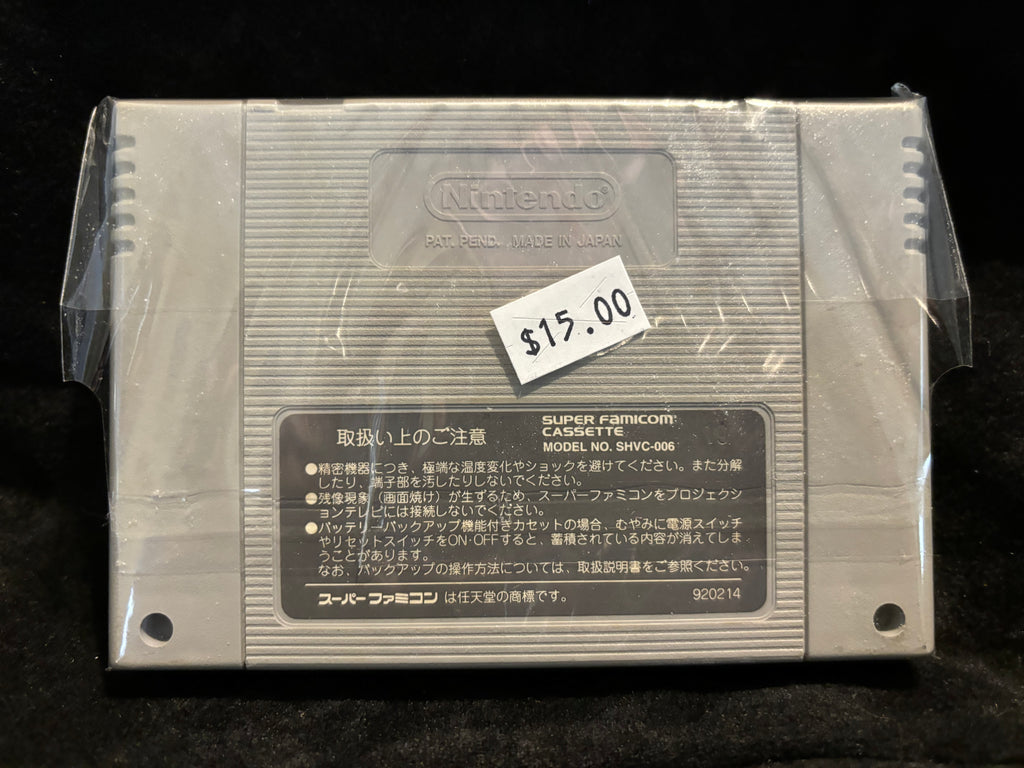 Nintendo®
PAT. PEND. MADE IN JAPAN
$15.00
取扱い上のご注意
SUPER FAMICOM
CASSETTE
MODEL NO. SHVC-006
●精密機器につき、極端な温度変化やショックを避けてください。また分解
したり、端子部を汚したりしないでください。
●残像現象（画面焼け）が生ずるため、スーパーファミコンをプロジェクシ
ョンテレビには接続しないでください。
●バッテリーバックアップ機能付きカセットの場合、むやみに電源スイッチ
やリセットスイッチをON・OFFすると、蓄積されている内容が消えてしま
うことがあります。
なお、バックアップの操作方法については、取扱説明書をご参照ください。
スーパーファミコン は任天堂の商標です。
920214